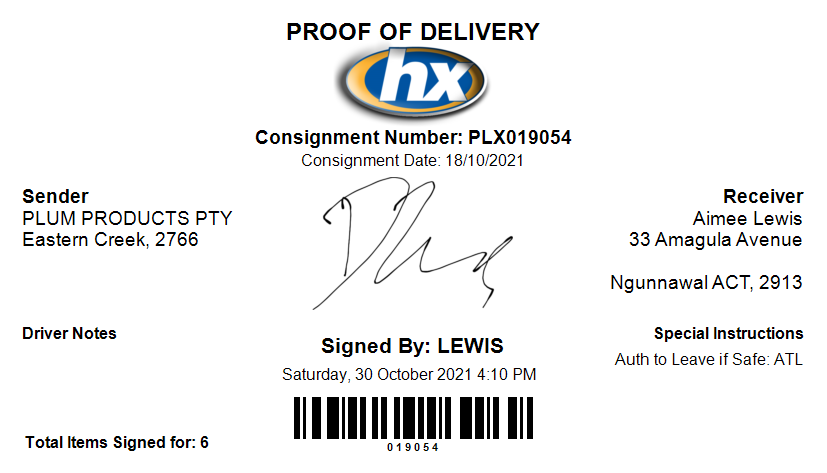 PROOF OF DELIVERY
hx
Consignment Number: PLX019054
Consignment Date: 18/10/2021
Sender
PLUM PRODUCTS PTY
Eastern Creek, 2766
Receiver
Aimee Lewis
33 Amagula Avenue
Ngunnawal ACT, 2913
Driver Notes
Signed By: LEWIS
Saturday, 30 October 2021 4:10 PM
Special Instructions
Auth to Leave if Safe: ATL
Total Items Signed for: 6
019054